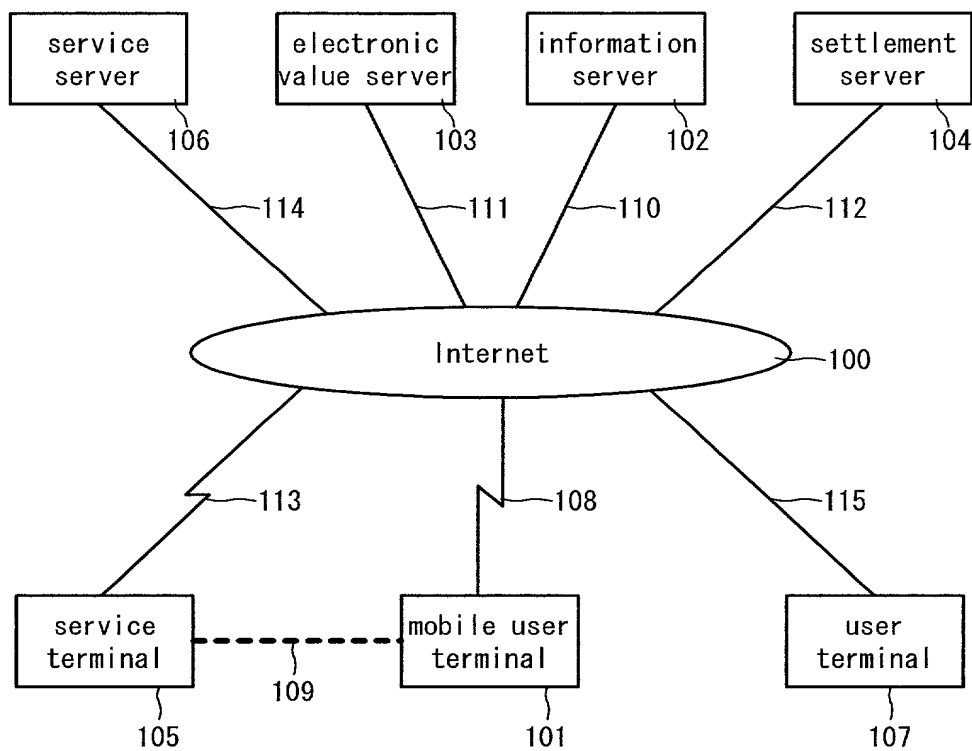 service
server
electronic
value server
information
server
settlement
server
106
103
102
104
114
111
110
112
Internet
100
113
108
115
service
terminal
mobile user
terminal
user
terminal
109
105
101
107